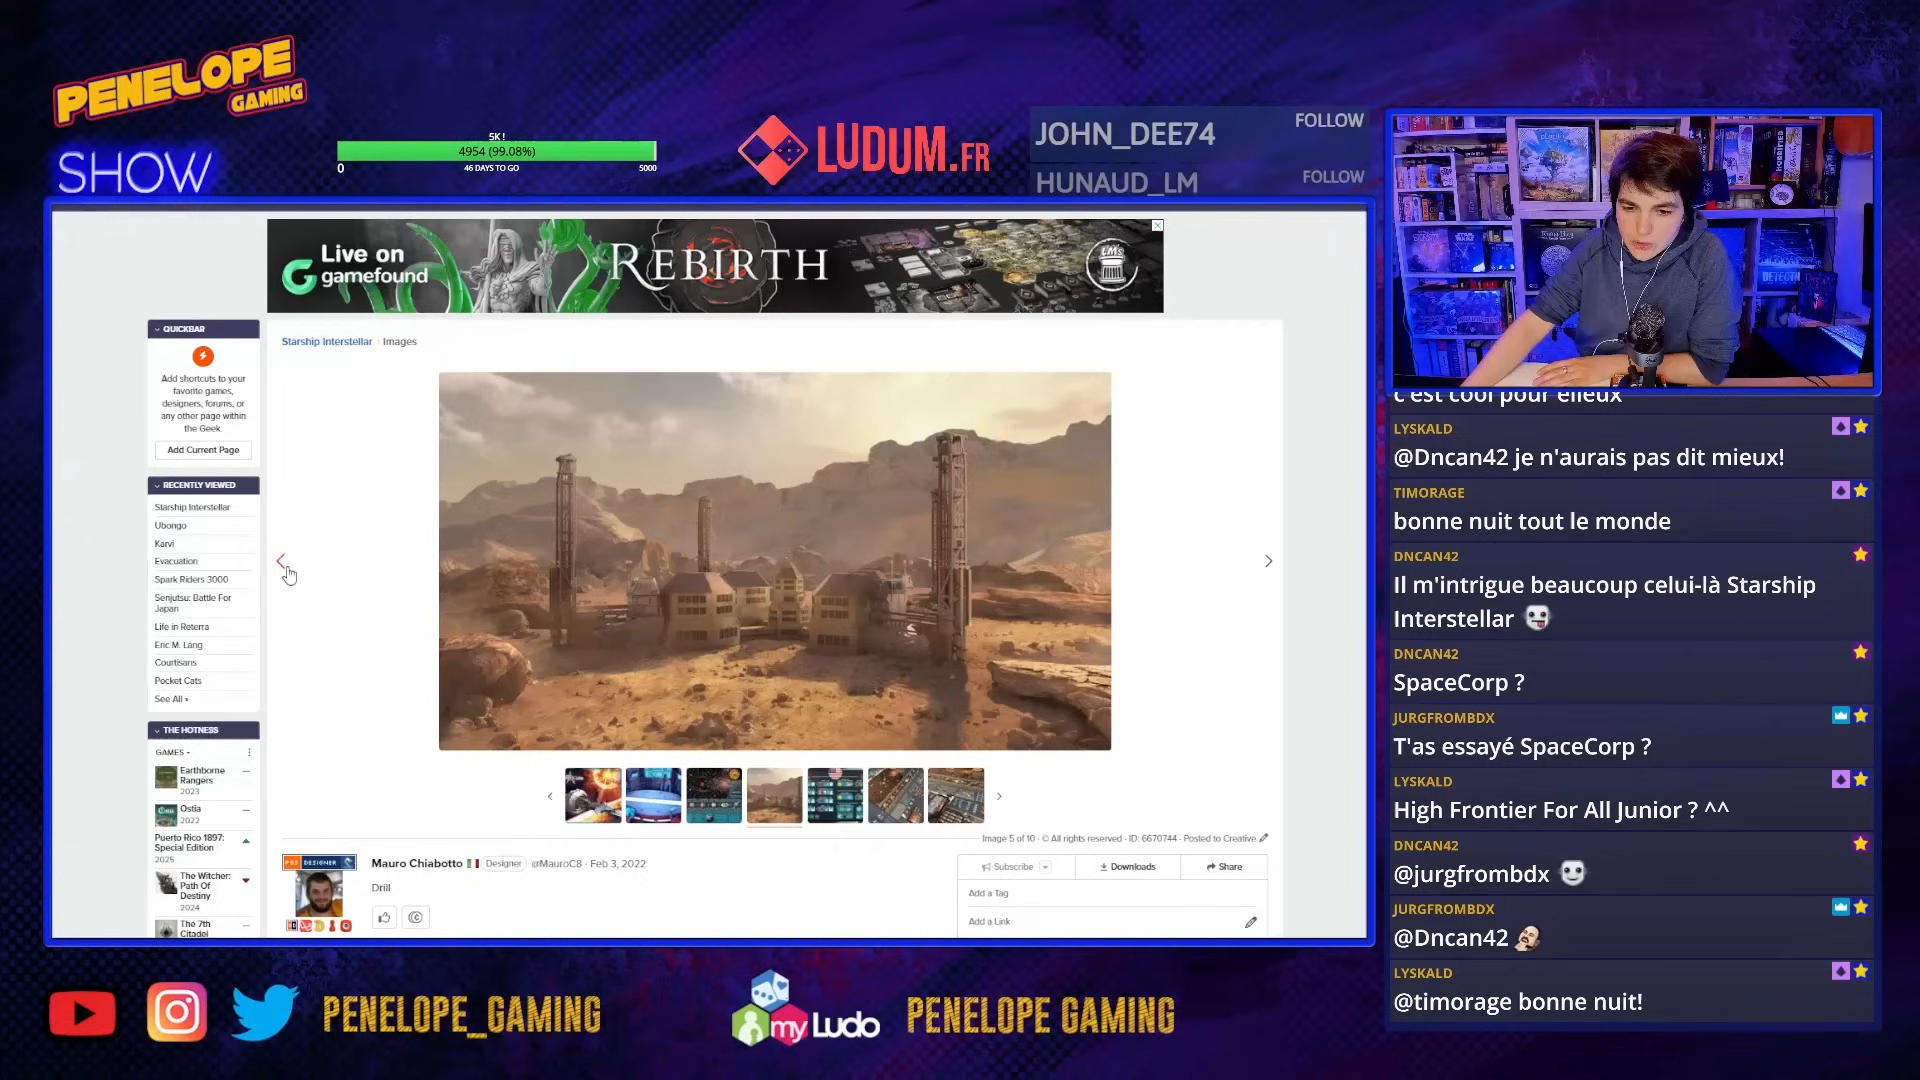 PENELOPE
GAMING
SHOW
5K !
4954 (99.08%)
0
46 DAYS TO GO
5000
LUDUM.FR
JOHN_DEE74
FOLLOW
HUNAUD_LM
FOLLOW
Live on
gamefound
REBIRTH
QUICKBAR
Add shortcuts to your
favorite games,
designers, forums, or
any other page within
the Geek.
Add Current Page
RECENTLY VIEWED
Starship Interstellar
Ubongo
Karvi
Evacuation
Spark Riders 3000
Senjutsu: Battle For
Japan
Life in Reterra
Eric M. Lang
Courtisans
Pocket Cats
See All »
THE HOTNESS
GAMES
Earthborne
Rangers
2023
Ostia
2022
Puerto Rico 1897:
Special Edition
2025
The Witcher:
Path Of
Destiny
2024
The 7th
Citadel
Starship Interstellar › Images
Image 5 of 10 · © All rights reserved · ID: 6670744 · Posted to Creative
DESIGNER
Mauro Chiabotto Designer @MauroC8 · Feb 3, 2022
Drill
Subscribe
Downloads
Share
Add a Tag
Add a Link
c'est cool pour elleux
LYSKALD
@Dncan42 je n'aurais pas dit mieux!
TIMORAGE
bonne nuit tout le monde
DNCAN42
Il m'intrigue beaucoup celui-là Starship
Interstellar
DNCAN42
SpaceCorp ?
JURGFROMBDX
T'as essayé SpaceCorp ?
LYSKALD
High Frontier For All Junior ? ^^
DNCAN42
@jurgfrombdx
JURGFROMBDX
@Dncan42
LYSKALD
@timorage bonne nuit!
PENELOPE_GAMING
my Ludo
PENELOPE GAMING